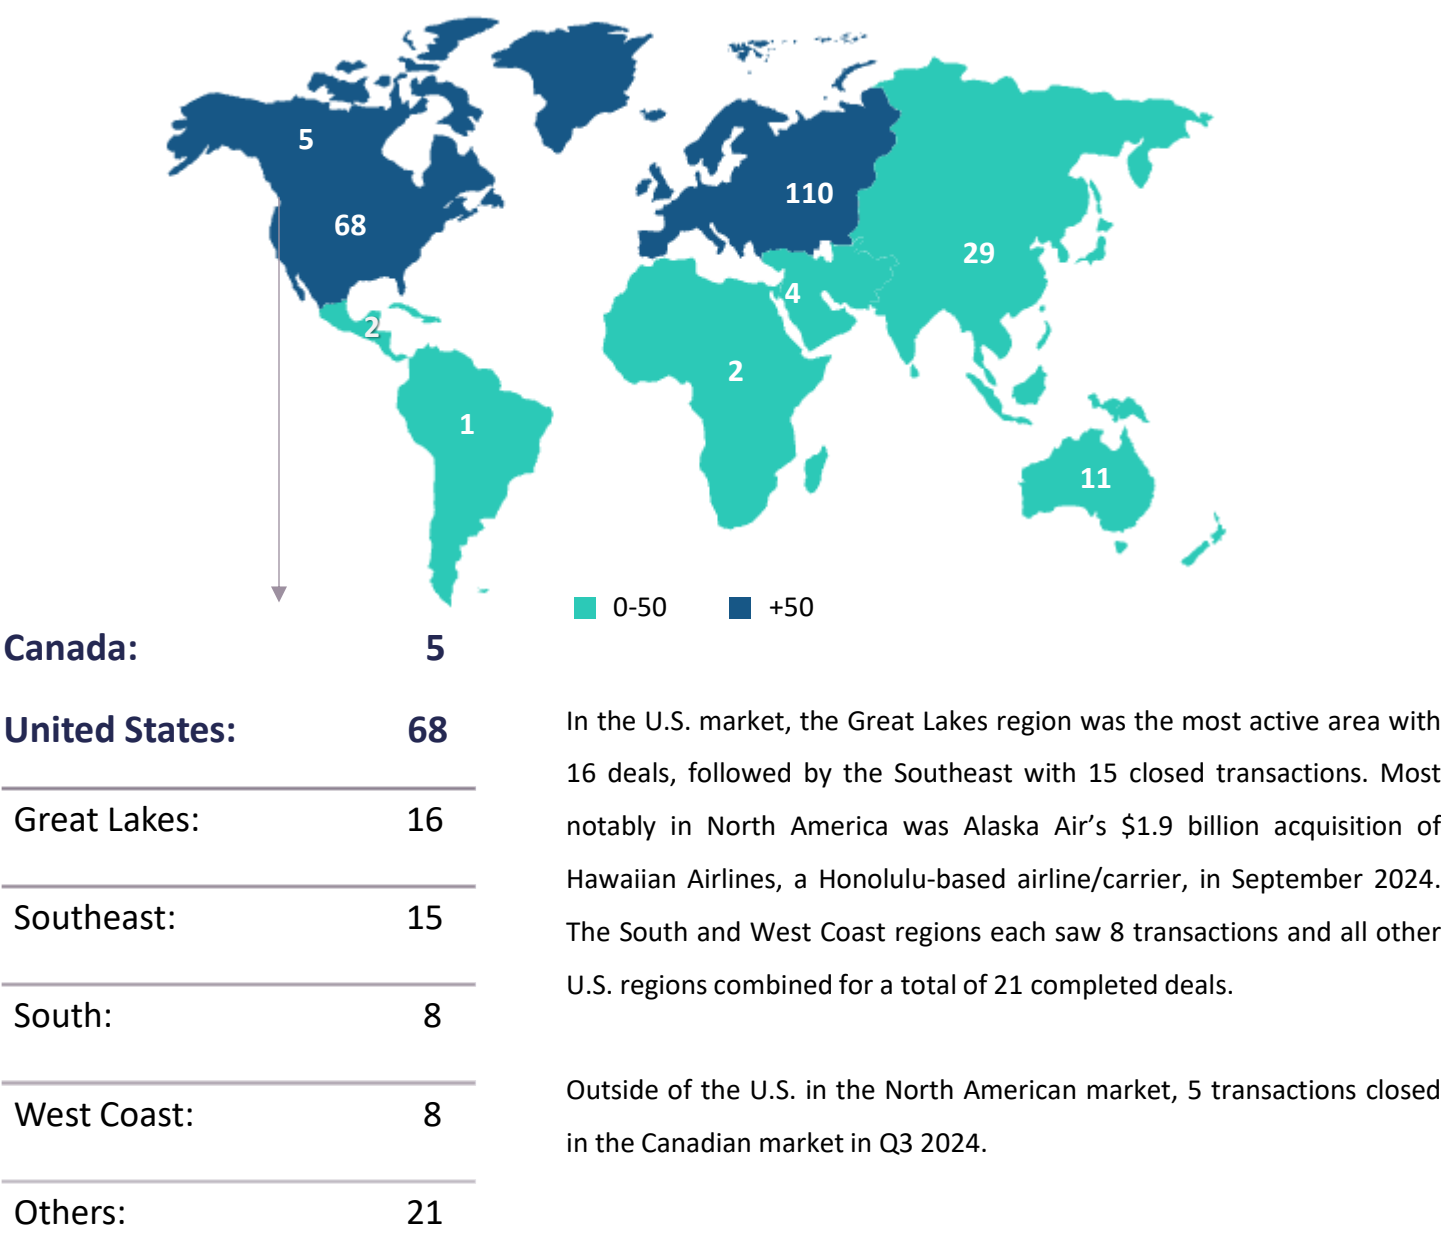 5
68
110
29
4
2
2
1
11
0-50 +50
Canada: 5
United States: 68
Great Lakes: 16
Southeast: 15
South: 8
West Coast: 8
Others: 21
In the U.S. market, the Great Lakes region was the most active area with
16 deals, followed by the Southeast with 15 closed transactions. Most
notably in North America was Alaska Air’s $1.9 billion acquisition of
Hawaiian Airlines, a Honolulu-based airline/carrier, in September 2024.
The South and West Coast regions each saw 8 transactions and all other
U.S. regions combined for a total of 21 completed deals.
Outside of the U.S. in the North American market, 5 transactions closed
in the Canadian market in Q3 2024.